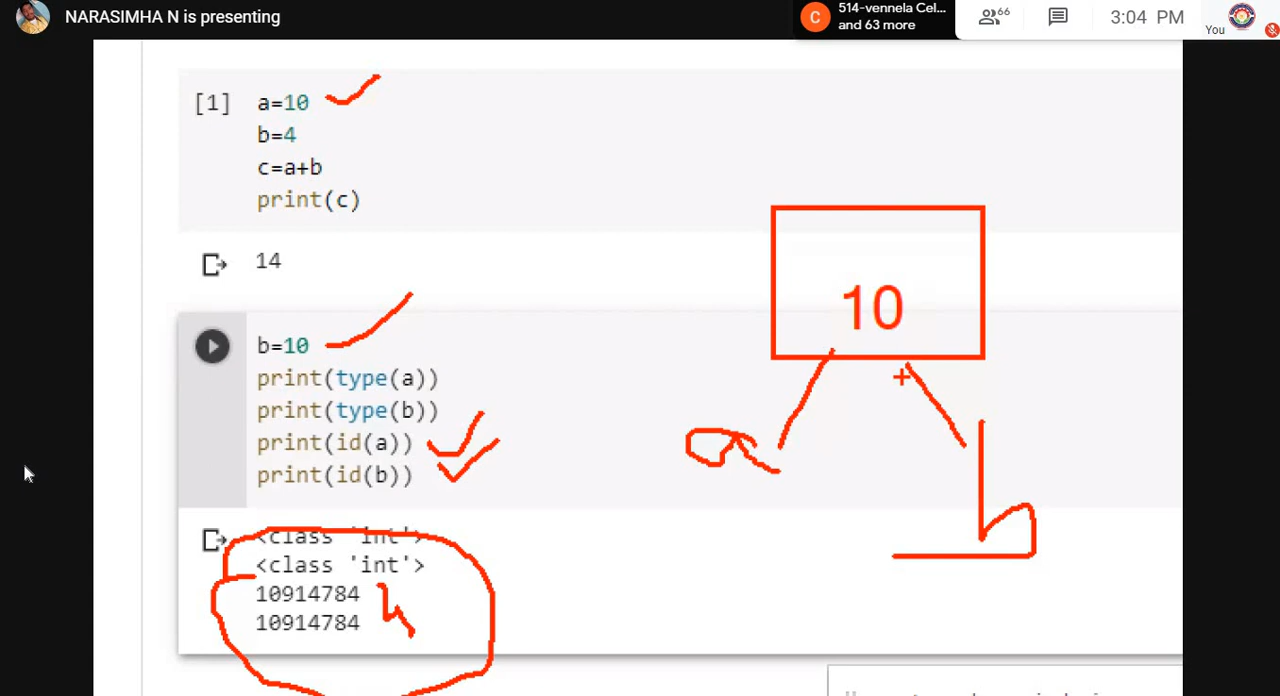 NARASIMHA N is presenting
514-vennela Cel...
C
and 63 more
66
3:04 PM
You
[1] a=10
b=4
c=a+b
print(c)
14
10
b=10
print(type(a))
print(type(b))
print(id(a))
print(id(b))
a
b
<class 'int'>
<class 'int'>
10914784
10914784